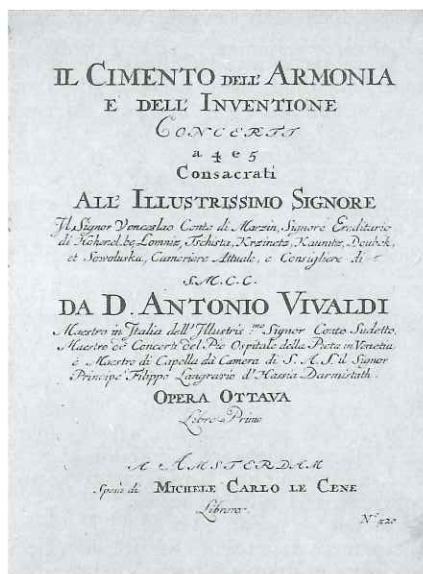 IL CIMENTO DELL' ARMONIA
E DELL' INVENTIONE
CONCERTI
a 4 e 5
Consacrati
ALL' ILLUSTRISSIMO SIGNORE
Il Signor Venceslao Conte di Marzin, Signore Ereditario
di Hohenelbe, Lomniz, Tschista, Krzinetz, Kaunitz, Doubek,
et Sowoluska, Cameriere Attuale, e Consigliere di
S. M. C. C.
DA D. ANTONIO VIVALDI
Maestro in Italia dell' Illustris.mo Signor Conte Sudetto,
Maestro de' Concerti del Pio Ospitale della Pieta in Venetia
e Maestro di Capella dà Camera di S. A. S. il Signor
Principe Filippo Langravio d'Hassia Darmistath.
OPERA OTTAVA
Libro Primo
A AMSTERDAM
Spesa di MICHELE CARLO LE CENE
Libraro
No. 520